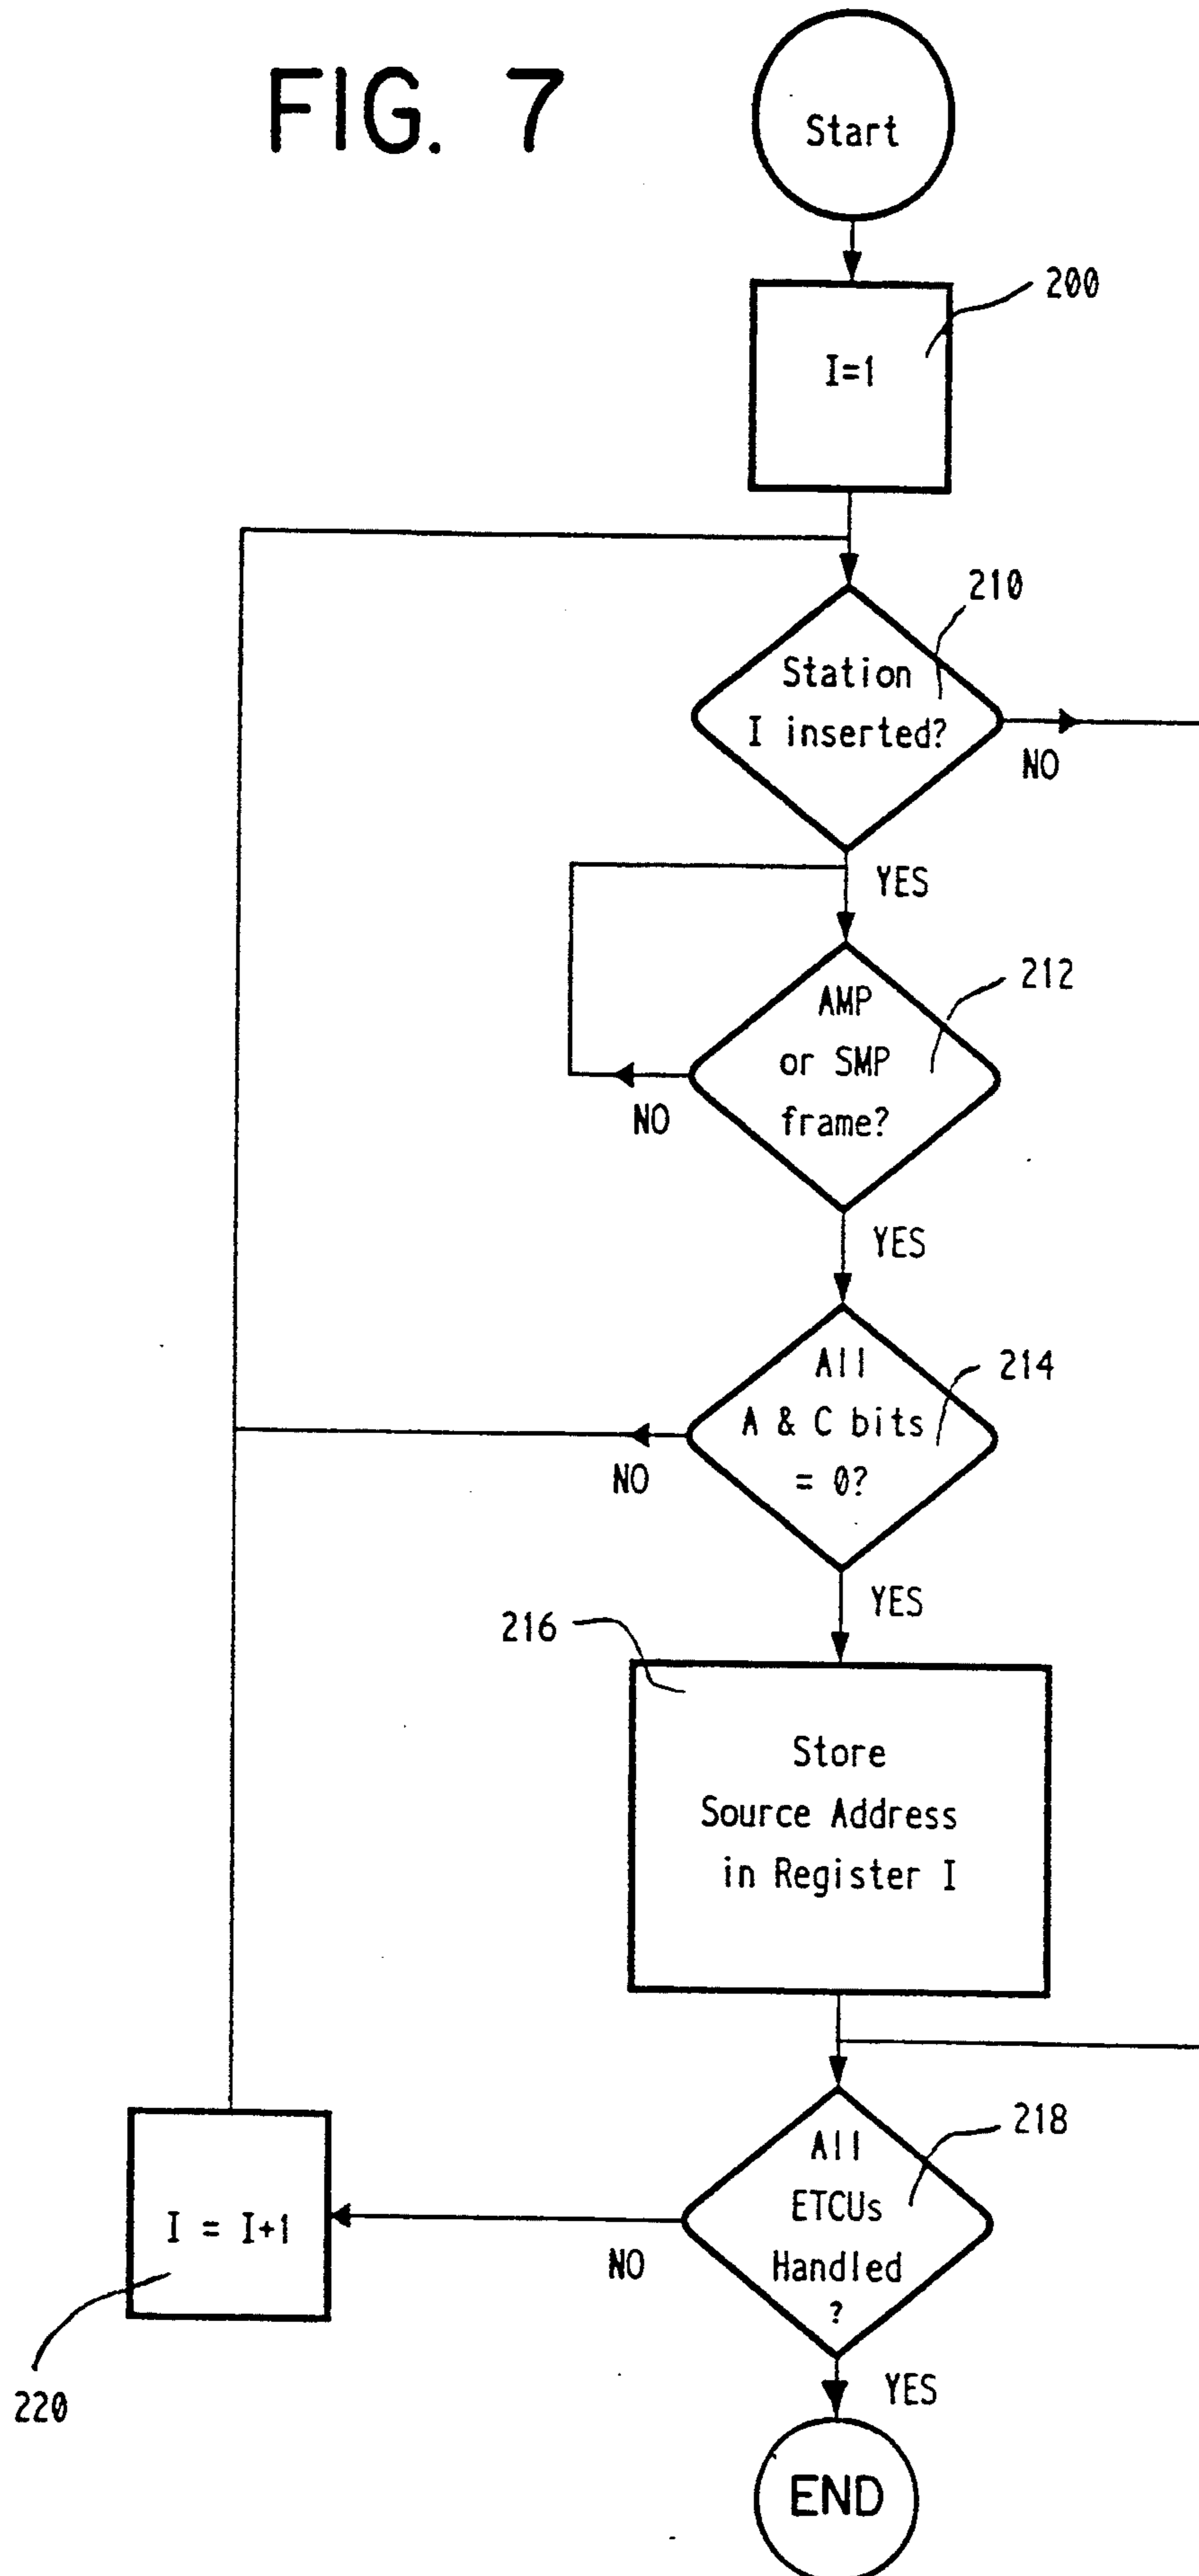 FIG. 7
Start
200
I=1
210
Station
I inserted?
NO
YES
212
AMP
or SMP
frame?
NO
YES
214
All
A & C bits
= 0?
NO
YES
216
Store
Source Address
in Register I
218
All
ETCUs
Handled
?
NO
I = I+1
220
YES
END